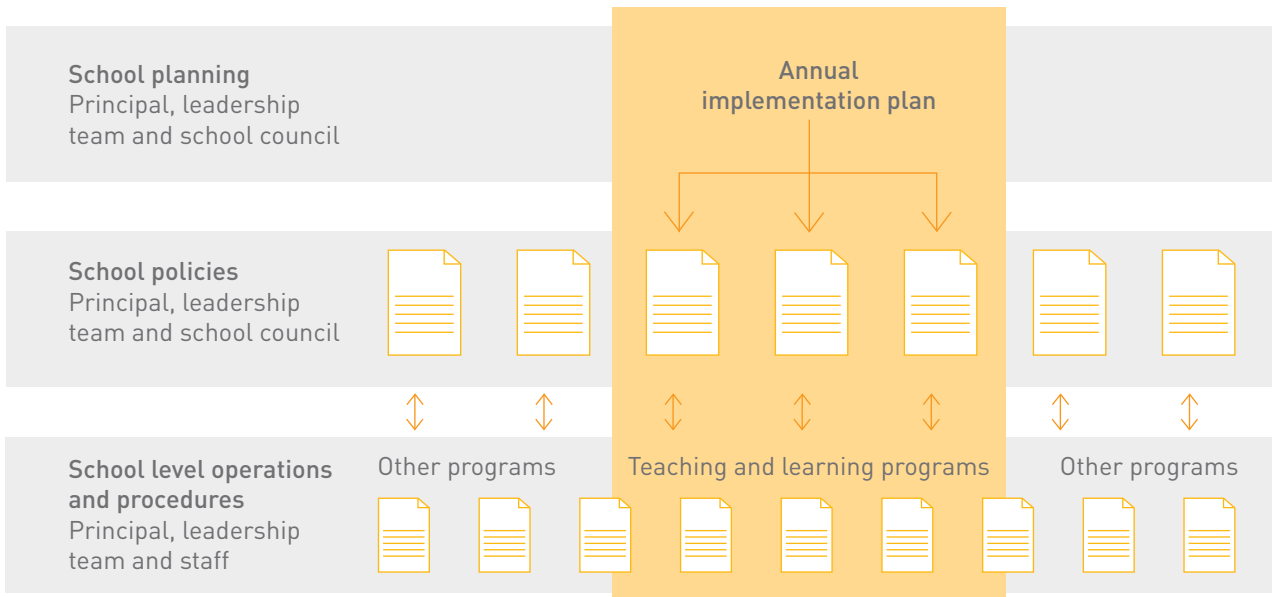 School planning
Principal, leadership
team and school council
Annual
implementation plan
School policies
Principal, leadership
team and school council
School level operations
and procedures
Principal, leadership
team and staff
Other programs
Teaching and learning programs
Other programs